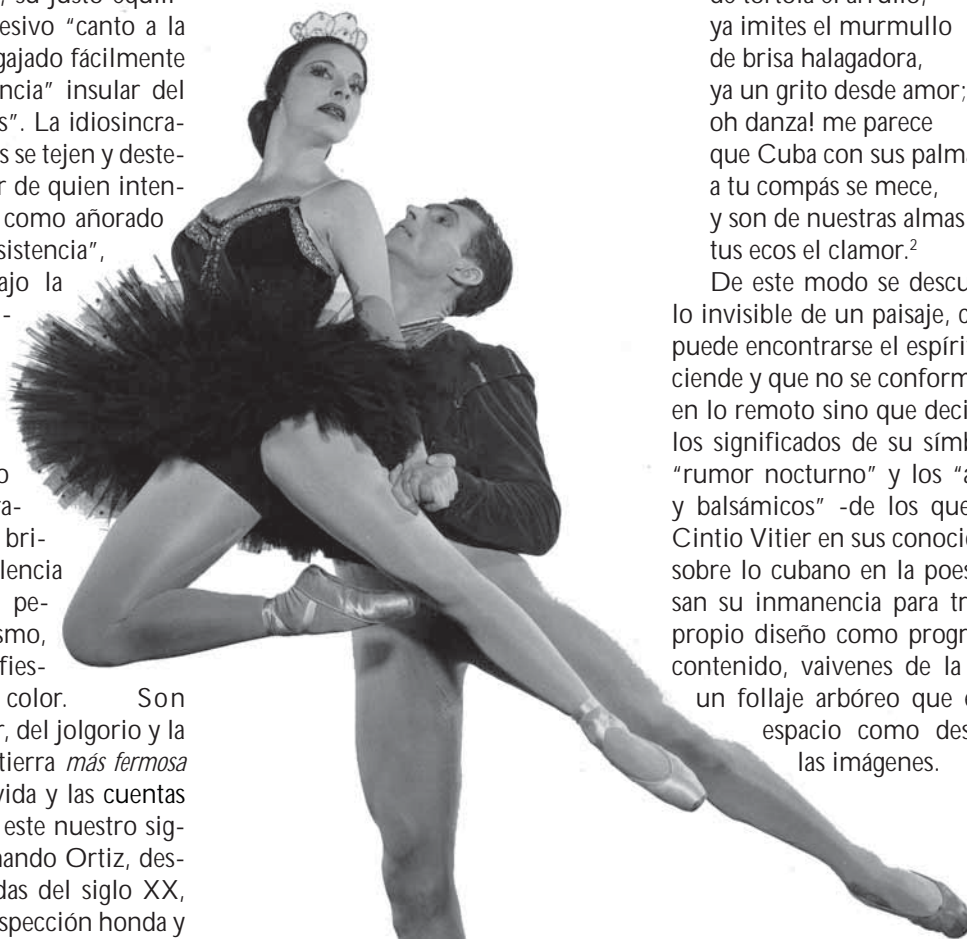 su justo equili-
esivo “canto a la
gajado fácilmente
ncia” insular del
s”. La idiosincra-
s se tejen y deste-
r de quien inten-
como añorado
sistencia”,
ajo la
-
o
a-
bri-
lencia
pe-
smo,
fies-
color. Son
r, del jolgorio y la
tierra más fermosa
vida y las cuentas
este nuestro sig-
nando Ortiz, des-
das del siglo XX,
spección honda y
de tórtola el arrullo,
ya imites el murmullo
de brisa halagadora,
ya un grito desde amor;
oh danza! me parece
que Cuba con sus palma
a tu compás se mece,
y son de nuestras almas
tus ecos el clamor.2
De este modo se descu
lo invisible de un paisaje,
puede encontrarse el espíri
ciende y que no se conform
en lo remoto sino que deci
los significados de su símb
“rumor nocturno” y los “a
y balsámicos” -de los que
Cintio Vitier en sus conoci
sobre lo cubano en la poes
san su inmanencia para tr
propio diseño como progr
contenido, vaivenes de la
un follaje arbóreo que
espacio como des
las imágenes.